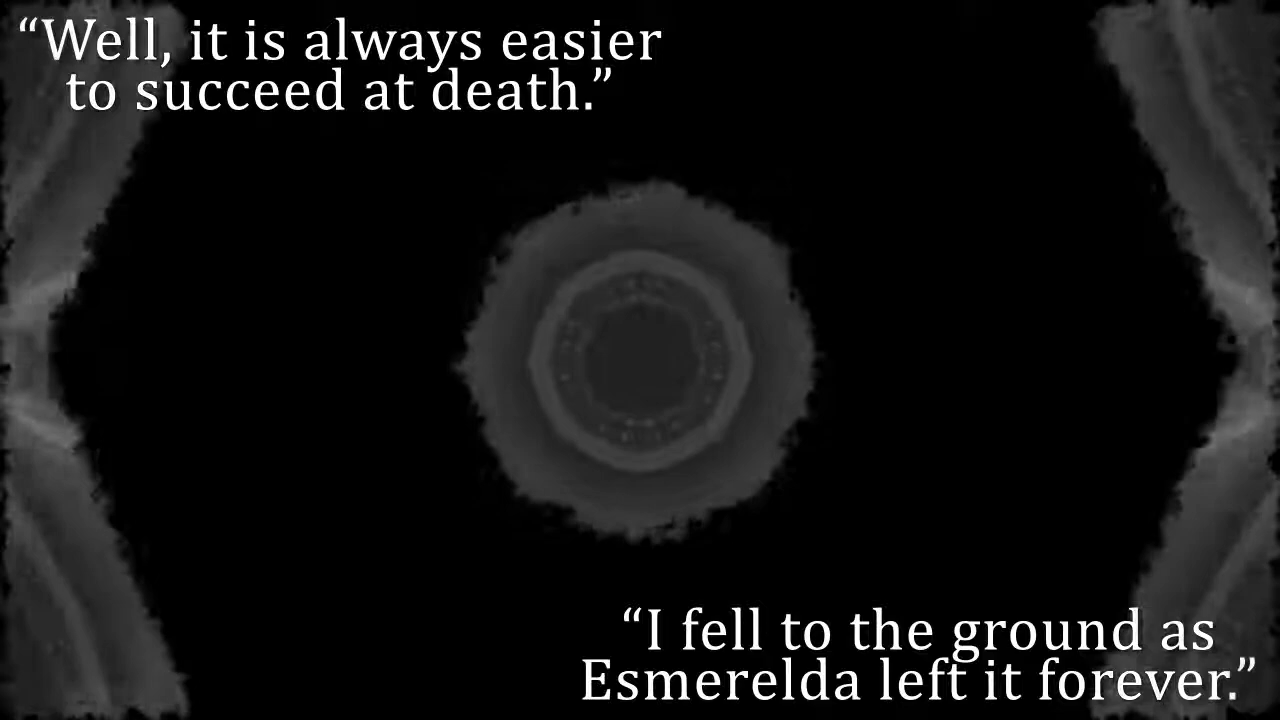 “Well, it is always easier
to succeed at death.”
“I fell to the ground as
Esmerelda left it forever.”